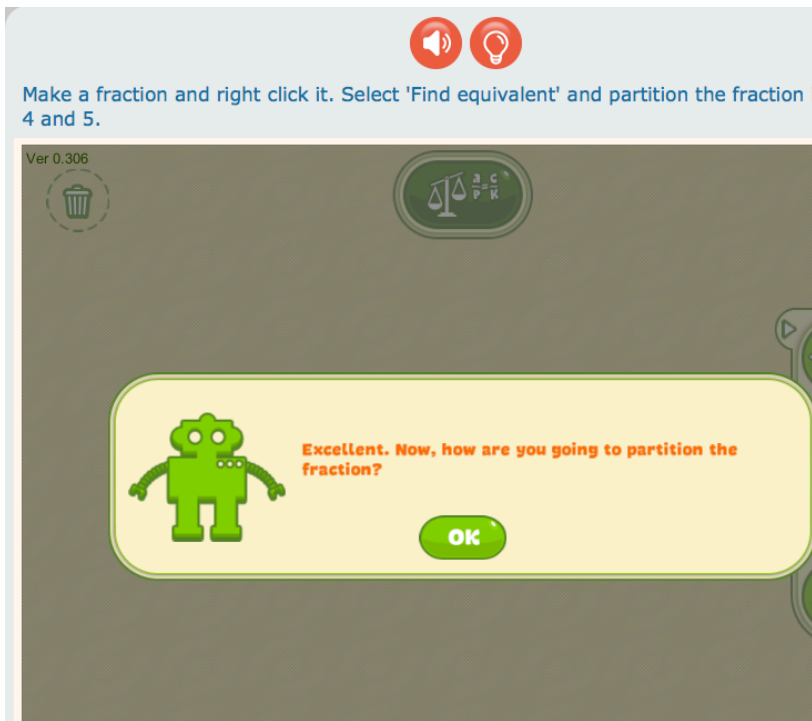 Make a fraction and right click it. Select 'Find equivalent' and partition the fraction
4 and 5.
Ver 0.306
a/P = c/K
Excellent. Now, how are you going to partition the
fraction?
OK